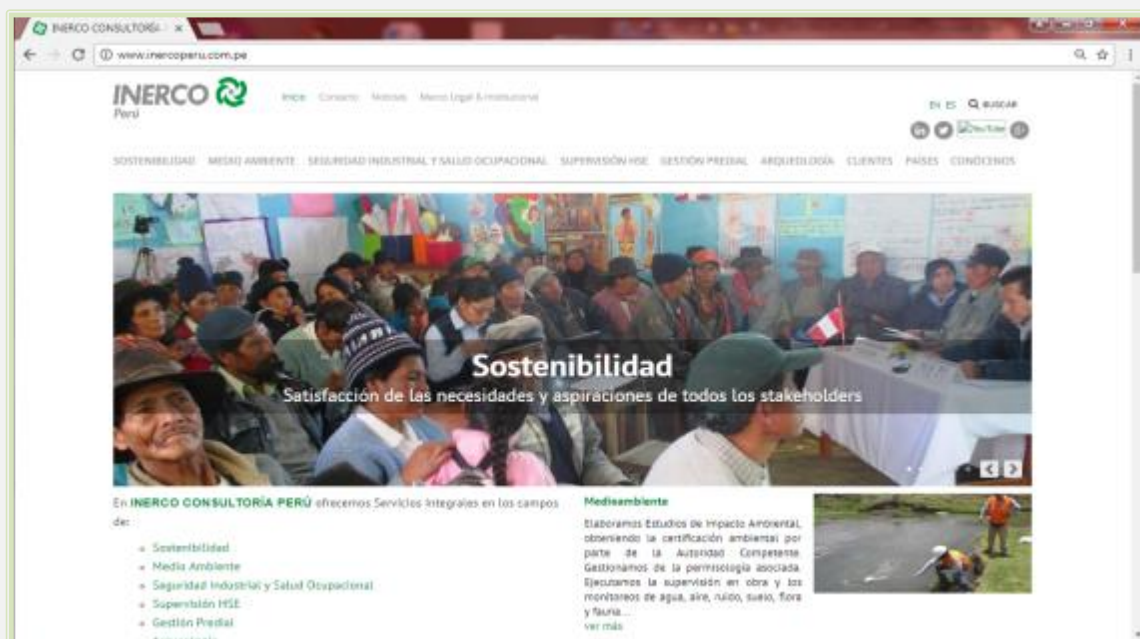 INERCO CONSULTORÍA
www.inercoperu.com.pe
INERCO
Perú
Inicio Contacto Noticias Marco Legal & Institucional
EN ES BUSCAR
YouTube
SOSTENIBILIDAD MEDIO AMBIENTE SEGURIDAD INDUSTRIAL Y SALUD OCUPACIONAL SUPERVISIÓN HSE GESTIÓN PREDIAL ARQUEOLOGÍA CLIENTES PAÍSES CONÓCENOS
Sostenibilidad
Satisfacción de las necesidades y aspiraciones de todos los stakeholders
En INERCO CONSULTORÍA PERÚ ofrecemos Servicios Integrales en los campos
de:
Sostenibilidad
Medio Ambiente
Seguridad Industrial y Salud Ocupacional
Supervisión HSE
Gestión Predial
Medioambiente
Elaboramos Estudios de Impacto Ambiental,
obteniendo la certificación ambiental por
parte de la Autoridad Competente.
Gestionamos de la permisología asociada.
Ejecutamos la supervisión en obra y los
monitoreos de agua, aire, ruido, suelo, flora
y fauna...
ver más